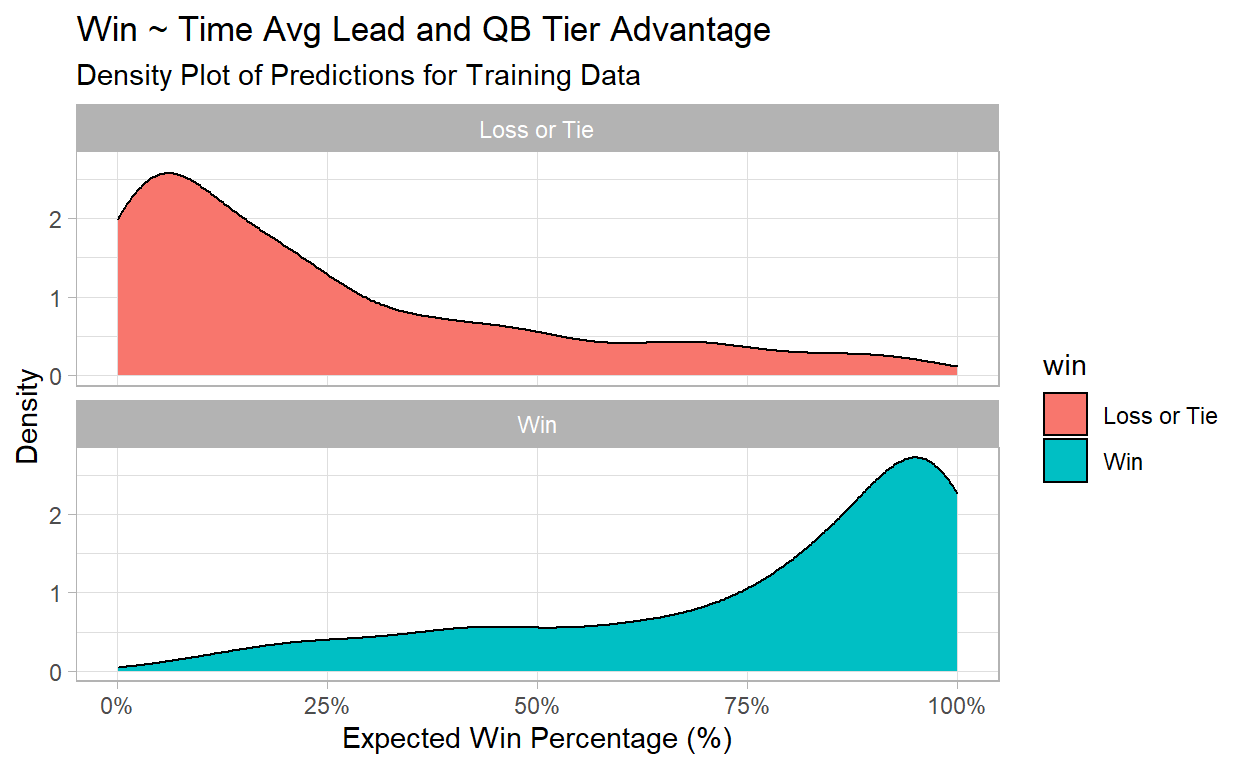 Win ~ Time Avg Lead and QB Tier Advantage
Density Plot of Predictions for Training Data
Loss or Tie
2
1
0
Win
2
1
0
0% 25% 50% 75% 100%
Expected Win Percentage (%)
Density
win
Loss or Tie
Win